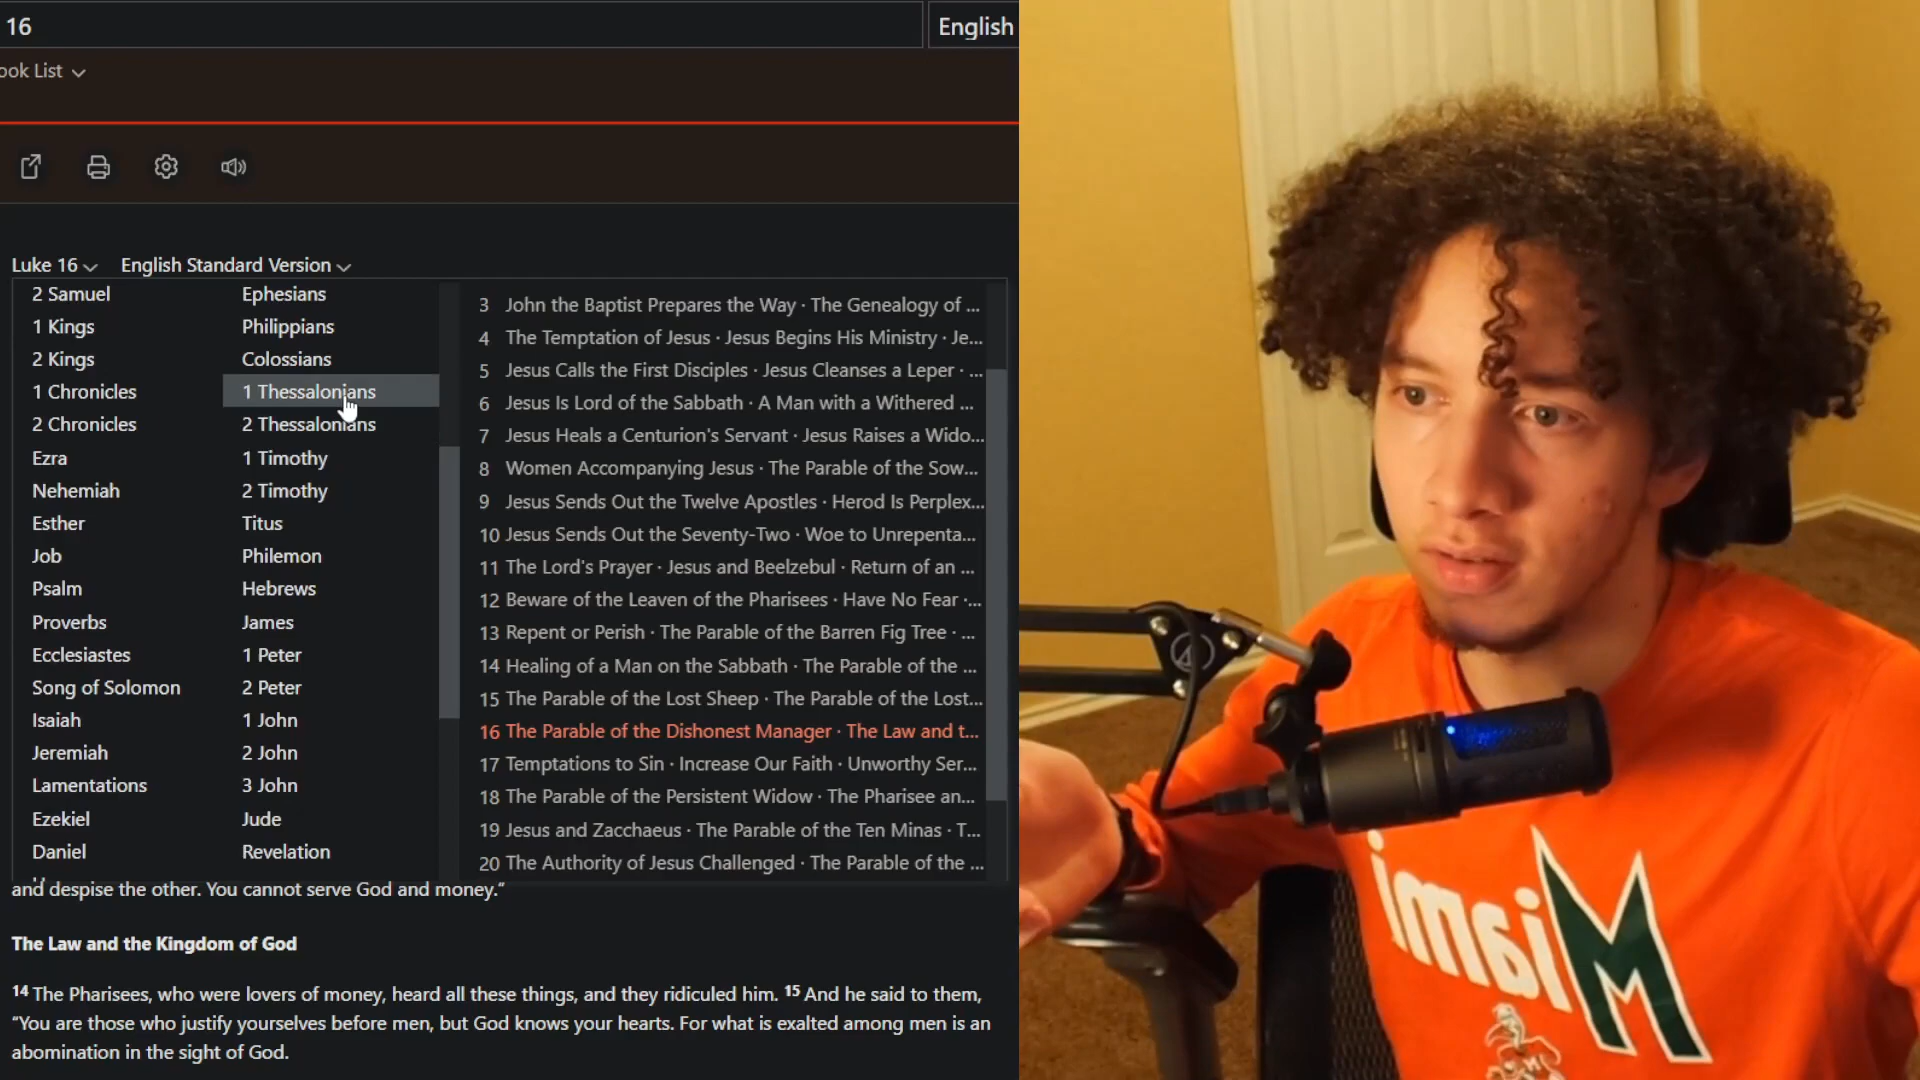 16
English
ook List
Luke 16
English Standard Version
2 Samuel
1 Kings
2 Kings
1 Chronicles
2 Chronicles
Ezra
Nehemiah
Esther
Job
Psalm
Proverbs
Ecclesiastes
Song of Solomon
Isaiah
Jeremiah
Lamentations
Ezekiel
Daniel
Ephesians
Philippians
Colossians
1 Thessalonians
2 Thessalonians
1 Timothy
2 Timothy
Titus
Philemon
Hebrews
James
1 Peter
2 Peter
1 John
2 John
3 John
Jude
Revelation
3 John the Baptist Prepares the Way · The Genealogy of ...
4 The Temptation of Jesus · Jesus Begins His Ministry · Je...
5 Jesus Calls the First Disciples · Jesus Cleanses a Leper · ...
6 Jesus Is Lord of the Sabbath · A Man with a Withered ...
7 Jesus Heals a Centurion's Servant · Jesus Raises a Wido...
8 Women Accompanying Jesus · The Parable of the Sow...
9 Jesus Sends Out the Twelve Apostles · Herod Is Perplex...
10 Jesus Sends Out the Seventy-Two · Woe to Unrepenta...
11 The Lord's Prayer · Jesus and Beelzebul · Return of an ...
12 Beware of the Leaven of the Pharisees · Have No Fear ·...
13 Repent or Perish · The Parable of the Barren Fig Tree · ...
14 Healing of a Man on the Sabbath · The Parable of the ...
15 The Parable of the Lost Sheep · The Parable of the Lost...
16 The Parable of the Dishonest Manager · The Law and t...
17 Temptations to Sin · Increase Our Faith · Unworthy Ser...
18 The Parable of the Persistent Widow · The Pharisee an...
19 Jesus and Zacchaeus · The Parable of the Ten Minas · T...
20 The Authority of Jesus Challenged · The Parable of the ...
and despise the other. You cannot serve God and money.”
The Law and the Kingdom of God
14 The Pharisees, who were lovers of money, heard all these things, and they ridiculed him. 15 And he said to them,
“You are those who justify yourselves before men, but God knows your hearts. For what is exalted among men is an
abomination in the sight of God.
Miami